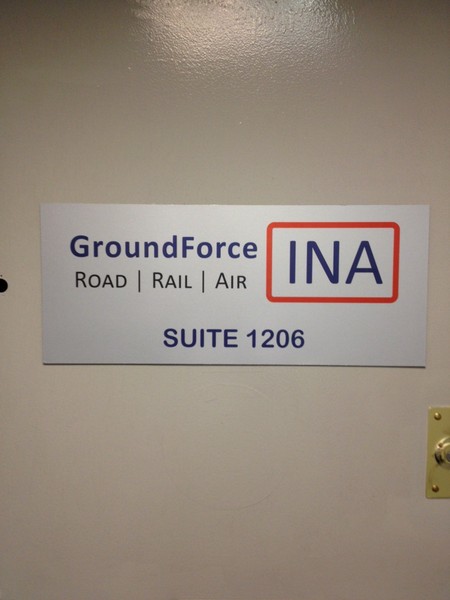 GroundForce
ROAD | RAIL | AIR
INA
SUITE 1206